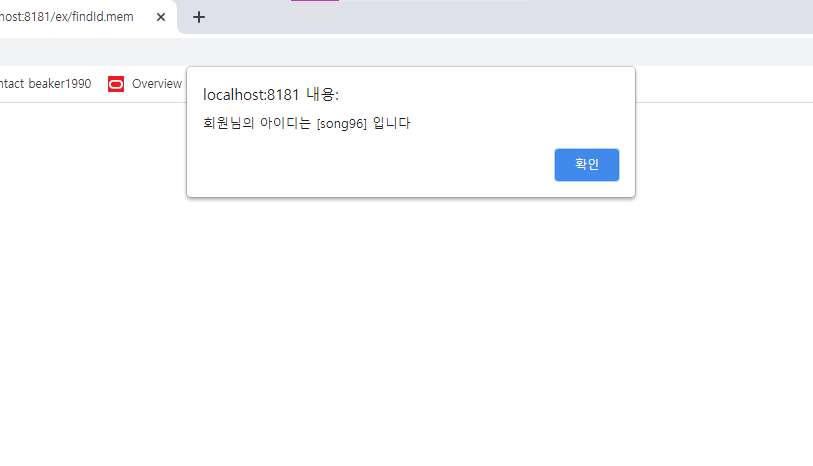 host:8181/ex/findId.mem
ntact beaker1990 Overview
localhost:8181 내용:
회원님의 아이디는 [song96] 입니다
확인